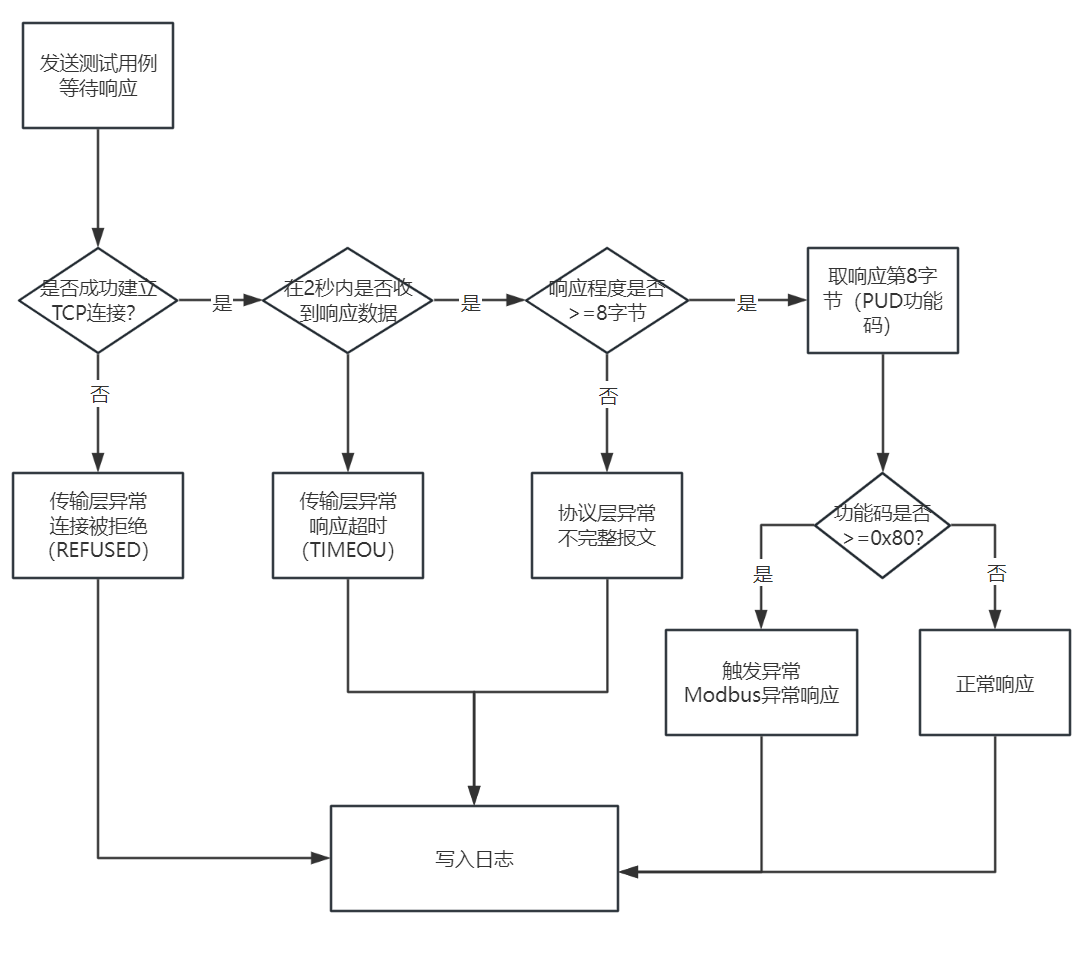 发送测试用例
等待响应
是否成功建立
TCP连接?
是
在2秒内是否收
到响应数据
是
响应程度是否
>=8字节
是
取响应第8字
节（PUD功能
码）
否
否
传输层异常
连接被拒绝
（REFUSED）
传输层异常
响应超时
（TIMEOU）
协议层异常
不完整报文
功能码是否
>=0x80?
是
否
触发异常
Modbus异常响应
正常响应
写入日志